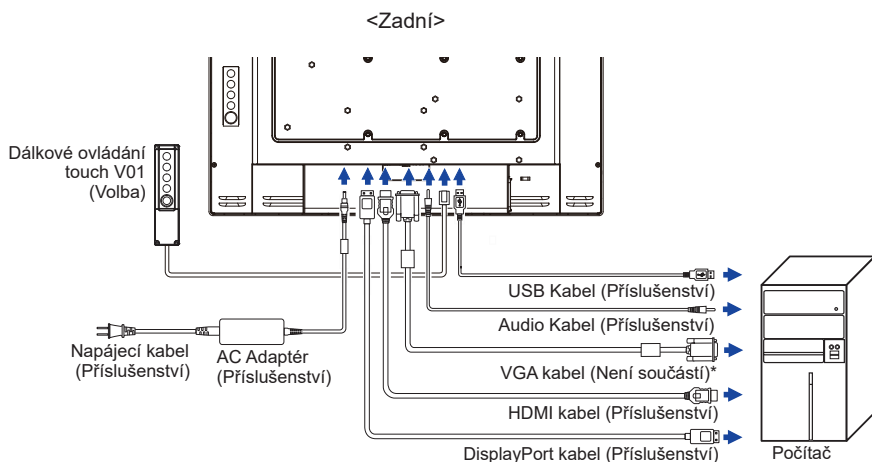 <Zadní>
Dálkové ovládání
touch V01
(Volba)
USB Kabel (Příslušenství)
Audio Kabel (Příslušenství)
Napájecí kabel
(Příslušenství)
AC Adaptér
(Příslušenství)
VGA kabel (Není součástí)*
HDMI kabel (Příslušenství)
DisplayPort kabel (Příslušenství)
Počítač